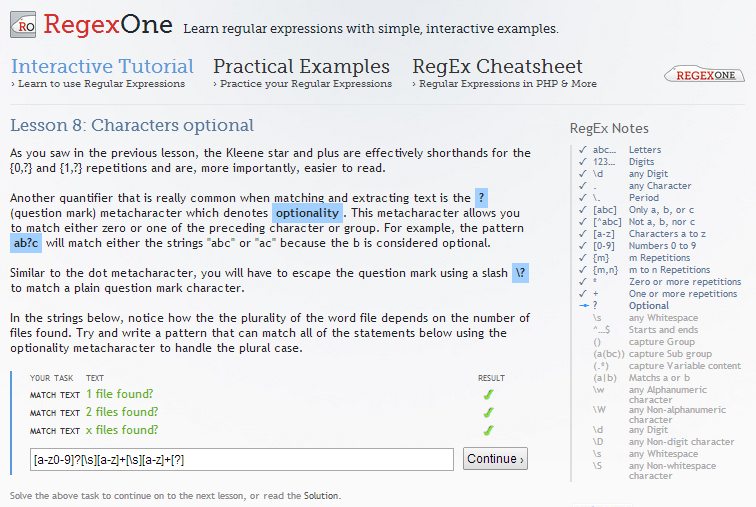 RO RegexOne Learn regular expressions with simple, interactive examples.
Interactive Tutorial Practical Examples RegEx Cheatsheet
› Learn to use Regular Expressions › Practice your Regular Expressions › Regular Expressions in PHP & More
REGEXONE
Lesson 8: Characters optional
As you saw in the previous lesson, the Kleene star and plus are effectively shorthands for the
{0,?} and {1,?} repetitions and are, more importantly, easier to read.
Another quantifier that is really common when matching and extracting text is the ?
(question mark) metacharacter which denotes optionality . This metacharacter allows you
to match either zero or one of the preceding character or group. For example, the pattern
ab?c will match either the strings "abc" or "ac" because the b is considered optional.
Similar to the dot metacharacter, you will have to escape the question mark using a slash \?
to match a plain question mark character.
In the strings below, notice how the the plurality of the word file depends on the number of
files found. Try and write a pattern that can match all of the statements below using the
optionality metacharacter to handle the plural case.
YOUR TASK TEXT RESULT
MATCH TEXT 1 file found?
MATCH TEXT 2 files found?
MATCH TEXT x files found?
[a-z0-9]?[\s][a-z]+[\s][a-z]+[?] Continue ›
Solve the above task to continue on to the next lesson, or read the Solution.
RegEx Notes
✓ abc... Letters
✓ 123... Digits
✓ \d any Digit
✓ . any Character
✓ \. Period
✓ [abc] Only a, b, or c
✓ [^abc] Not a, b, nor c
✓ [a-z] Characters a to z
✓ [0-9] Numbers 0 to 9
✓ {m} m Repetitions
✓ {m,n} m to n Repetitions
✓ * Zero or more repetitions
✓ + One or more repetitions
? Optional
\s any Whitespace
^...$ Starts and ends
() capture Group
(a(bc)) capture Sub group
(.*) capture Variable content
(a|b) Matchs a or b
\w any Alphanumeric
character
\W any Non-alphanumeric
character
\d any Digit
\D any Non-digit character
\s any Whitespace
\S any Non-whitespace
character